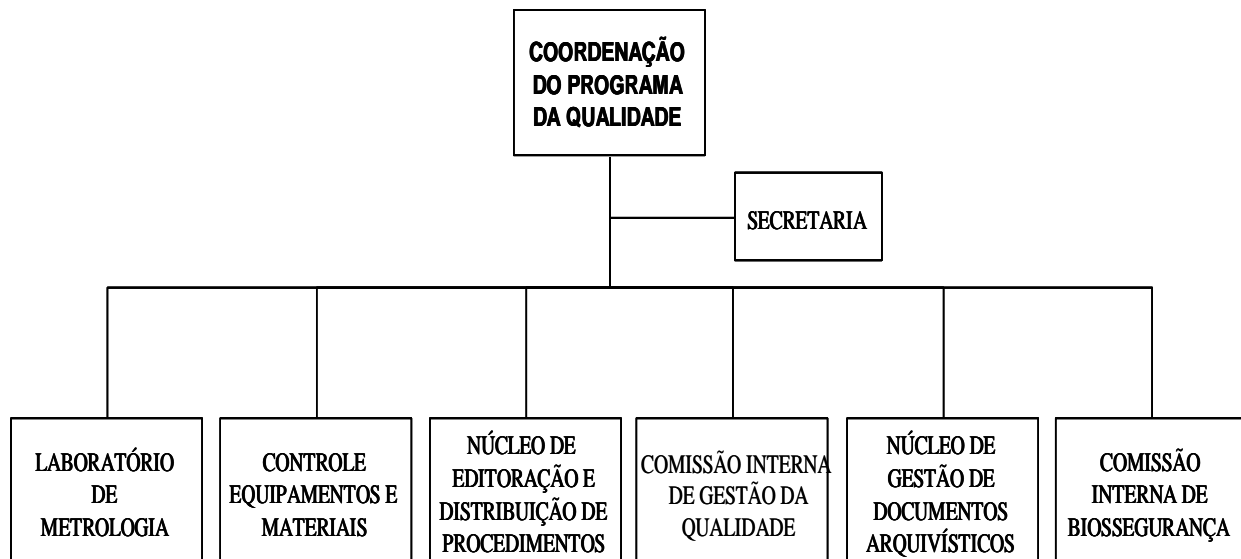 COORDENAÇÃO
DO PROGRAMA
DA QUALIDADE
SECRETARIA
LABORATÓRIO
DE
METROLOGIA
CONTROLE
EQUIPAMENTOS E
MATERIAIS
NÚCLEO DE
EDITORAÇÃO E
DISTRIBUIÇÃO DE
PROCEDIMENTOS
COMISSÃO INTERNA
DE GESTÃO DA
QUALIDADE
NÚCLEO DE
GESTÃO DE
DOCUMENTOS
ARQUIVÍSTICOS
COMISSÃO
INTERNA DE
BIOSSEGURANÇA